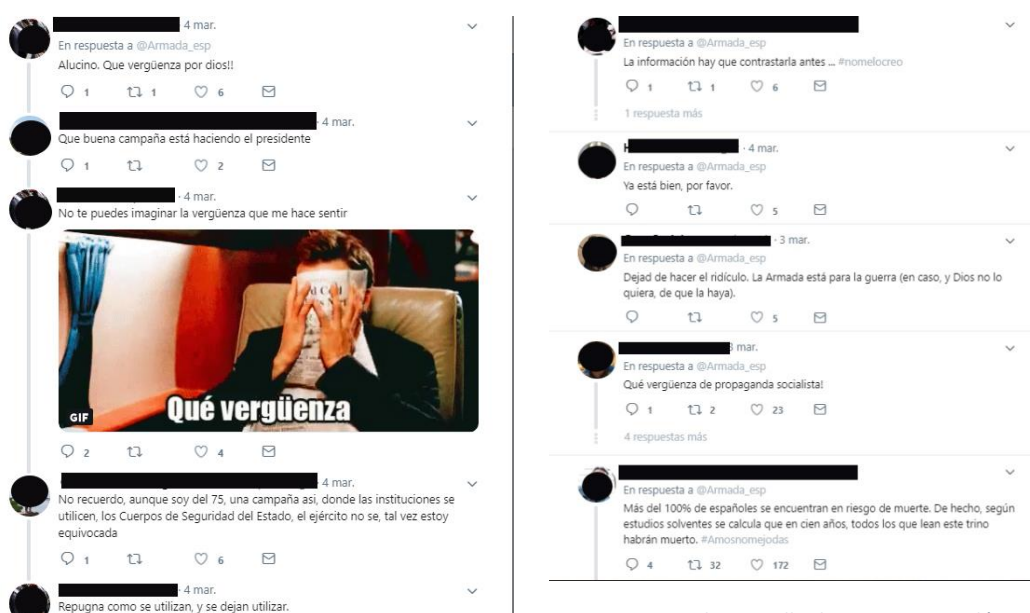 4 mar.
En respuesta a @Armada_esp
Alucino. Que vergüenza por dios!!
1 1 6
· 4 mar.
Que buena campaña está haciendo el presidente
1 2
· 4 mar.
No te puedes imaginar la vergüenza que me hace sentir
Qué vergüenza
GIF
2 4
4 mar.
No recuerdo, aunque soy del 75, una campaña asi, donde las instituciones se
utilicen, los Cuerpos de Seguridad del Estado, el ejército no se, tal vez estoy
equivocada
1 6
· 4 mar.
Repugna como se utilizan, y se dejan utilizar.
En respuesta a @Armada_esp
La información hay que contrastarla antes ... #nomelocreo
1 1 6
1 respuesta más
· 4 mar.
En respuesta a @Armada_esp
Ya está bien, por favor.
5
· 3 mar.
En respuesta a @Armada_esp
Dejad de hacer el ridículo. La Armada está para la guerra (en caso, y Dios no lo
quiera, de que la haya).
5
3 mar.
En respuesta a @Armada_esp
Qué vergüenza de propaganda socialista!
1 2 23
4 respuestas más
En respuesta a @Armada_esp
Más del 100% de españoles se encuentran en riesgo de muerte. De hecho, según
estudios solventes se calcula que en cien años, todos los que lean este trino
habrán muerto. #Amosnomejodas
4 32 172